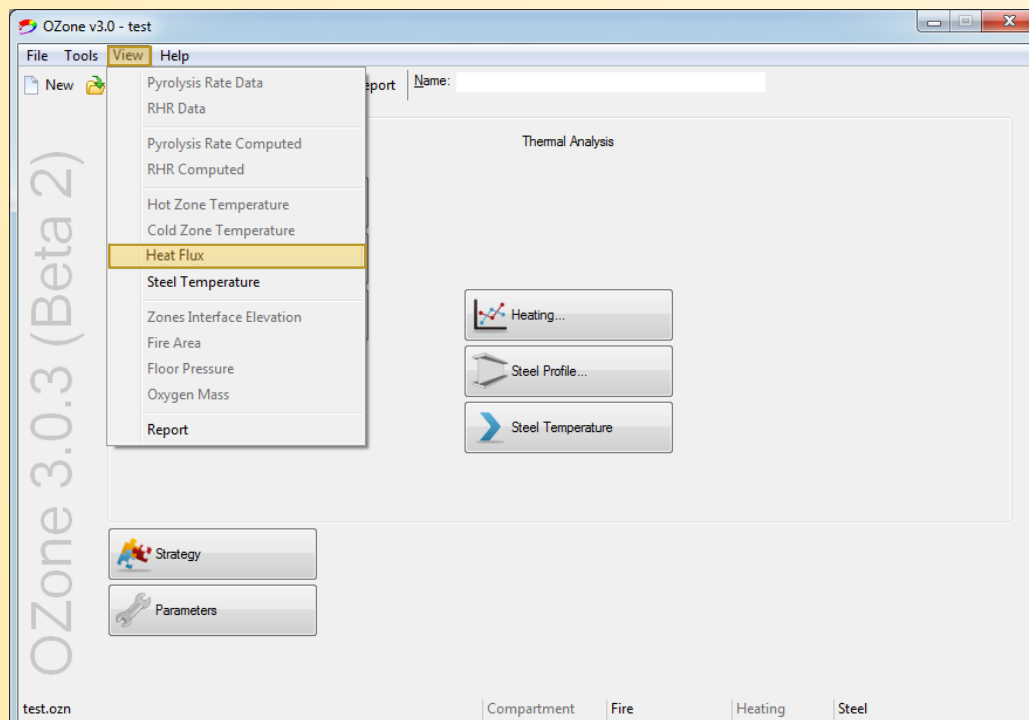 OZone v3.0 - test
File Tools View Help
New
Name:
Pyrolysis Rate Data
RHR Data
Pyrolysis Rate Computed
RHR Computed
Hot Zone Temperature
Cold Zone Temperature
Heat Flux
Steel Temperature
Zones Interface Elevation
Fire Area
Floor Pressure
Oxygen Mass
Report
Thermal Analysis
Heating...
Steel Profile...
Steel Temperature
Strategy
Parameters
OZone 3.0.3 (Beta 2)
test.ozn Compartment Fire Heating Steel